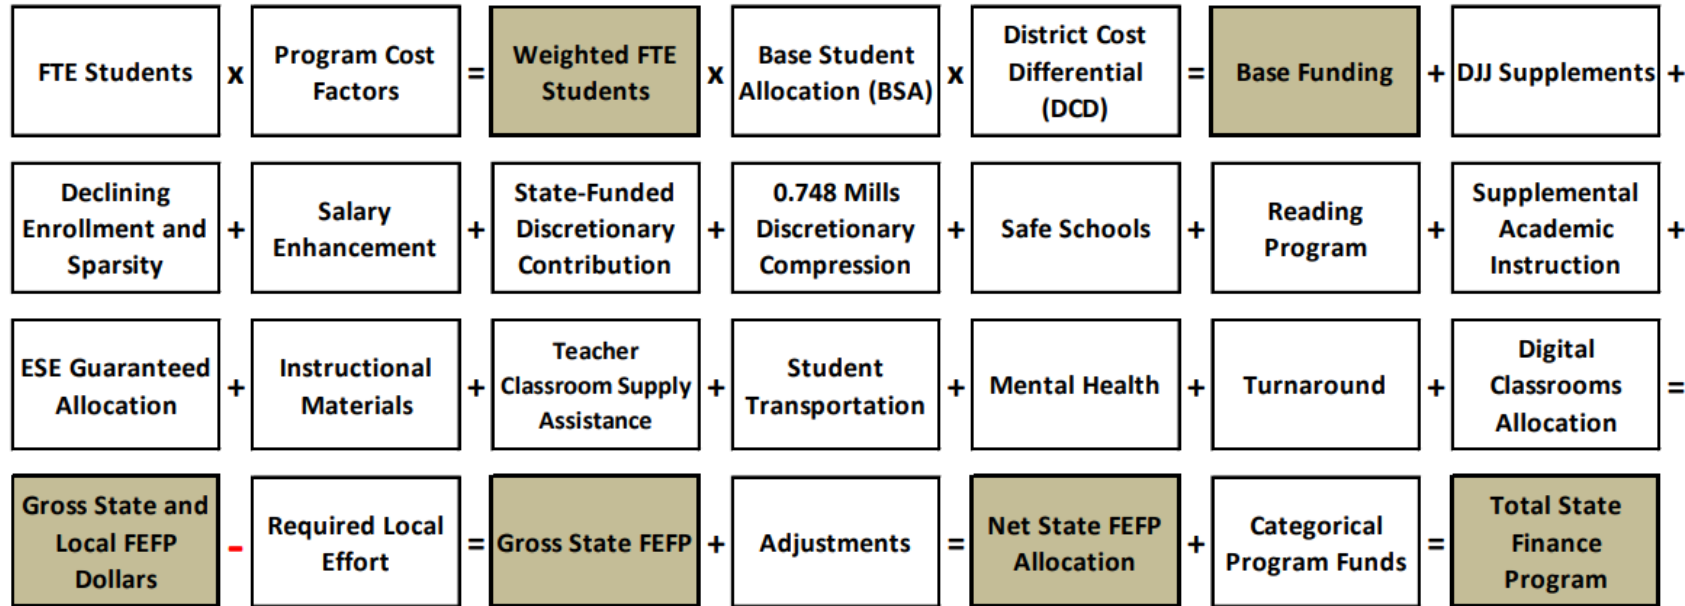 FTE Students x Program Cost Factors = Weighted FTE Students x Base Student Allocation (BSA) x District Cost Differential (DCD) = Base Funding + DJJ Supplements +
Declining Enrollment and Sparsity + Salary Enhancement + State-Funded Discretionary Contribution + 0.748 Mills Discretionary Compression + Safe Schools + Reading Program + Supplemental Academic Instruction +
ESE Guaranteed Allocation + Instructional Materials + Teacher Classroom Supply Assistance + Student Transportation + Mental Health + Turnaround + Digital Classrooms Allocation =
Gross State and Local FEFP Dollars - Required Local Effort = Gross State FEFP + Adjustments = Net State FEFP Allocation + Categorical Program Funds = Total State Finance Program